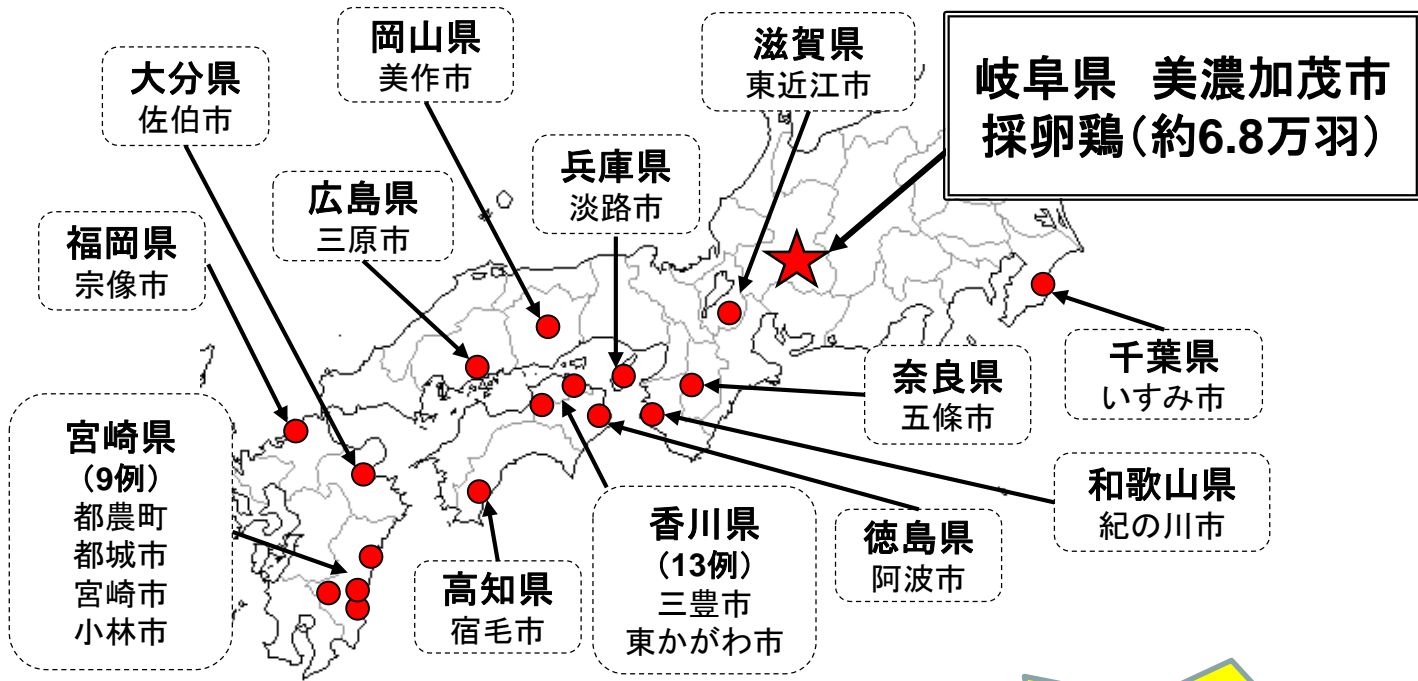 岡山県
美作市
滋賀県
東近江市
岐阜県　美濃加茂市
採卵鶏(約6.8万羽)
大分県
佐伯市
兵庫県
淡路市
広島県
三原市
福岡県
宗像市
千葉県
いすみ市
奈良県
五條市
宮崎県
(9例)
都農町
都城市
宮崎市
小林市
和歌山県
紀の川市
香川県
(13例)
三豊市
東かがわ市
徳島県
阿波市
高知県
宿毛市